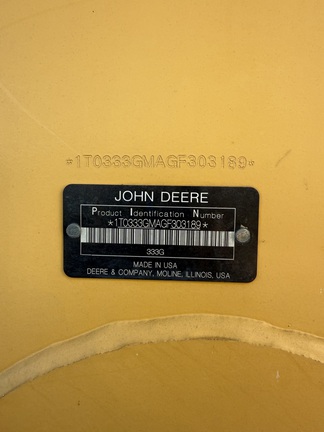 *1T0333GMAGF303189*
JOHN DEERE
Product Identification Number
*1T0333GMAGF303189*
333G
MADE IN USA
DEERE & COMPANY, MOLINE, ILLINOIS, USA